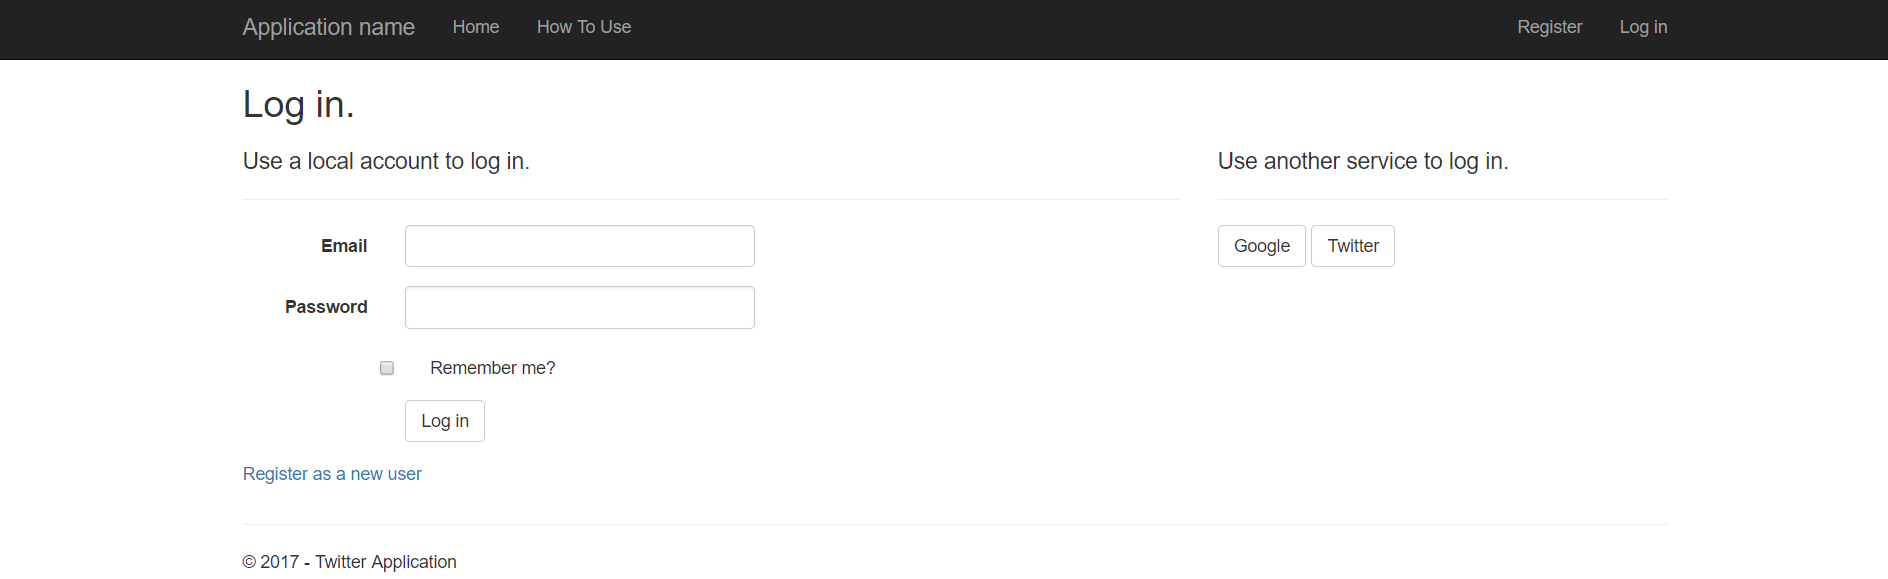 Application name Home How To Use Register Log in
Log in.
Use a local account to log in.
Use another service to log in.
Email
Password
Remember me?
Log in
Google Twitter
Register as a new user
© 2017 - Twitter Application